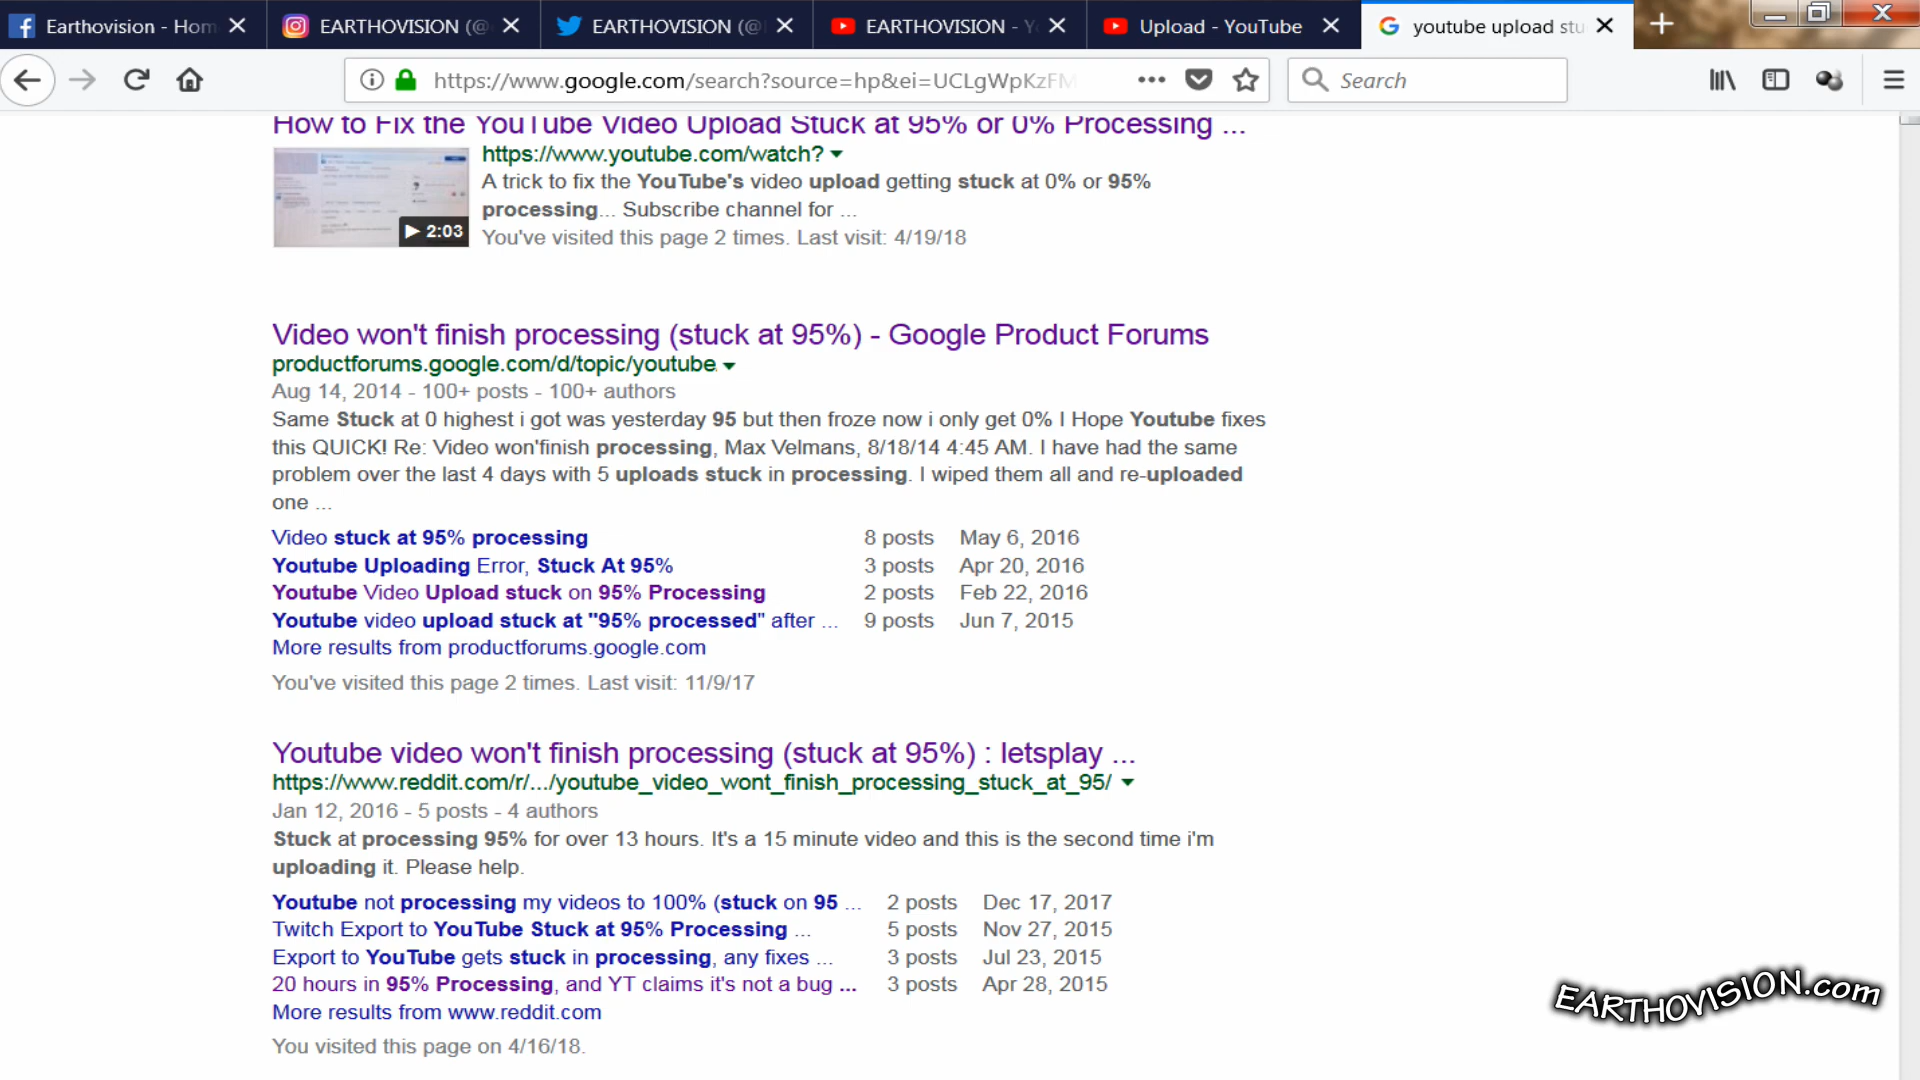 Earthovision - Hom
EARTHOVISION (@
EARTHOVISION (@
EARTHOVISION - Y
Upload - YouTube
youtube upload stu
https://www.google.com/search?source=hp&ei=UCLgWpKzFM
Search
How to Fix the YouTube Video Upload Stuck at 95% or 0% Processing ...
https://www.youtube.com/watch?
A trick to fix the YouTube's video upload getting stuck at 0% or 95%
processing... Subscribe channel for ...
2:03
You've visited this page 2 times. Last visit: 4/19/18
Video won't finish processing (stuck at 95%) - Google Product Forums
productforums.google.com/d/topic/youtube
Aug 14, 2014 - 100+ posts - 100+ authors
Same Stuck at 0 highest i got was yesterday 95 but then froze now i only get 0% I Hope Youtube fixes
this QUICK! Re: Video won'finish processing, Max Velmans, 8/18/14 4:45 AM. I have had the same
problem over the last 4 days with 5 uploads stuck in processing. I wiped them all and re-uploaded
one ...
Video stuck at 95% processing 8 posts May 6, 2016
Youtube Uploading Error, Stuck At 95% 3 posts Apr 20, 2016
Youtube Video Upload stuck on 95% Processing 2 posts Feb 22, 2016
Youtube video upload stuck at "95% processed" after ... 9 posts Jun 7, 2015
More results from productforums.google.com
You've visited this page 2 times. Last visit: 11/9/17
Youtube video won't finish processing (stuck at 95%) : letsplay ...
https://www.reddit.com/r/.../youtube_video_wont_finish_processing_stuck_at_95/
Jan 12, 2016 - 5 posts - 4 authors
Stuck at processing 95% for over 13 hours. It's a 15 minute video and this is the second time i'm
uploading it. Please help.
Youtube not processing my videos to 100% (stuck on 95 ... 2 posts Dec 17, 2017
Twitch Export to YouTube Stuck at 95% Processing ... 5 posts Nov 27, 2015
Export to YouTube gets stuck in processing, any fixes ... 3 posts Jul 23, 2015
20 hours in 95% Processing, and YT claims it's not a bug ... 3 posts Apr 28, 2015
More results from www.reddit.com
You visited this page on 4/16/18.
EARTHOVISION.com